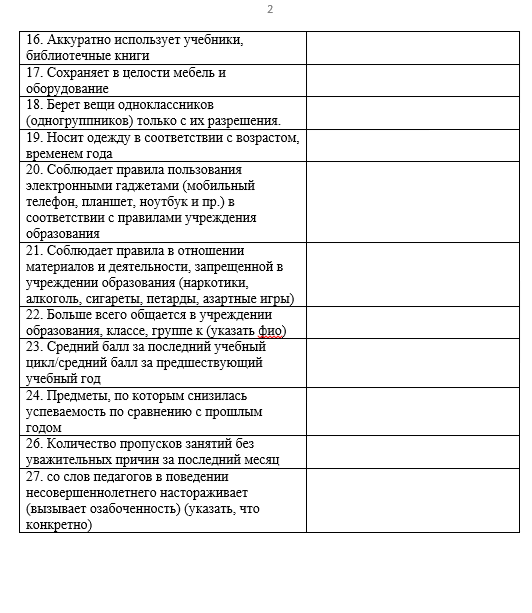 2
16. Аккуратно использует учебники,
библиотечные книги
17. Сохраняет в целости мебель и
оборудование
18. Берет вещи одноклассников
(одногруппников) только с их разрешения.
19. Носит одежду в соответствии с возрастом,
временем года
20. Соблюдает правила пользования
электронными гаджетами (мобильный
телефон, планшет, ноутбук и пр.) в
соответствии с правилами учреждения
образования
21. Соблюдает правила в отношении
материалов и деятельности, запрещенной в
учреждении образования (наркотики,
алкоголь, сигареты, петарды, азартные игры)
22. Больше всего общается в учреждении
образования, классе, группе к (указать фио)
23. Средний балл за последний учебный
цикл/средний балл за предшествующий
учебный год
24. Предметы, по которым снизилась
успеваемость по сравнению с прошлым
годом
26. Количество пропусков занятий без
уважительных причин за последний месяц
27. со слов педагогов в поведении
несовершеннолетнего настораживает
(вызывает озабоченность) (указать, что
конкретно)